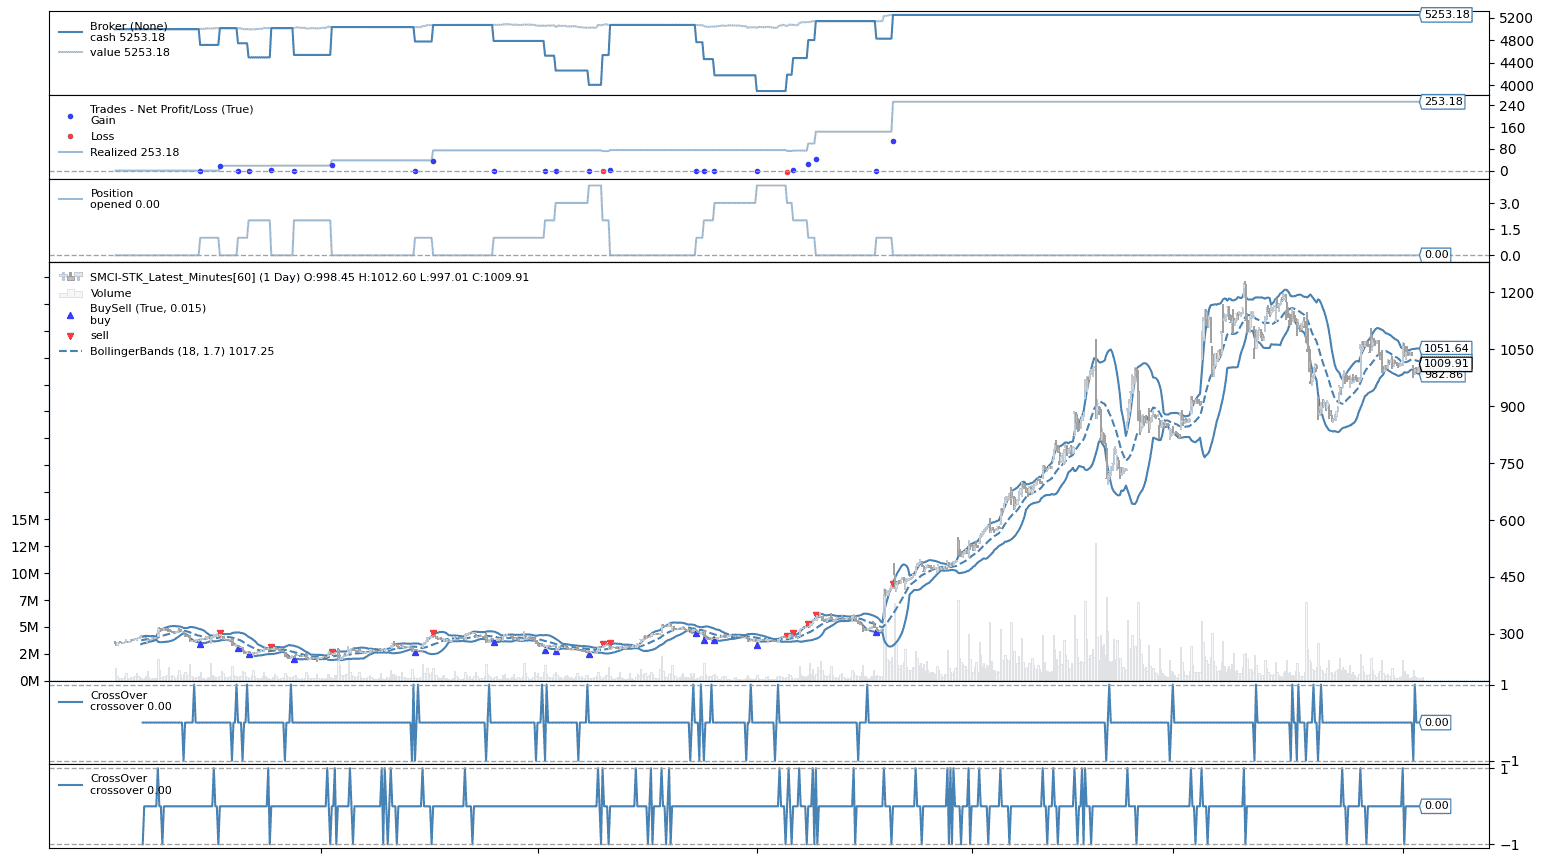 Broker (None)
cash 5253.18
value 5253.18
5253.18
5200
4800
4400
4000
Trades - Net Profit/Loss (True)
Gain
Loss
Realized 253.18
253.18
240
160
80
0
Position
opened 0.00
3.0
1.5
0.00
0.0
SMCI-STK_Latest_Minutes[60] (1 Day) O:998.45 H:1012.60 L:997.01 C:1009.91
Volume
BuySell (True, 0.015)
buy
sell
BollingerBands (18, 1.7) 1017.25
1200
1051.64
1050
1009.91
982.86
900
750
600
450
300
15M
12M
10M
7M
5M
2M
0M
CrossOver
crossover 0.00
1
0.00
−1
CrossOver
crossover 0.00
1
0.00
−1